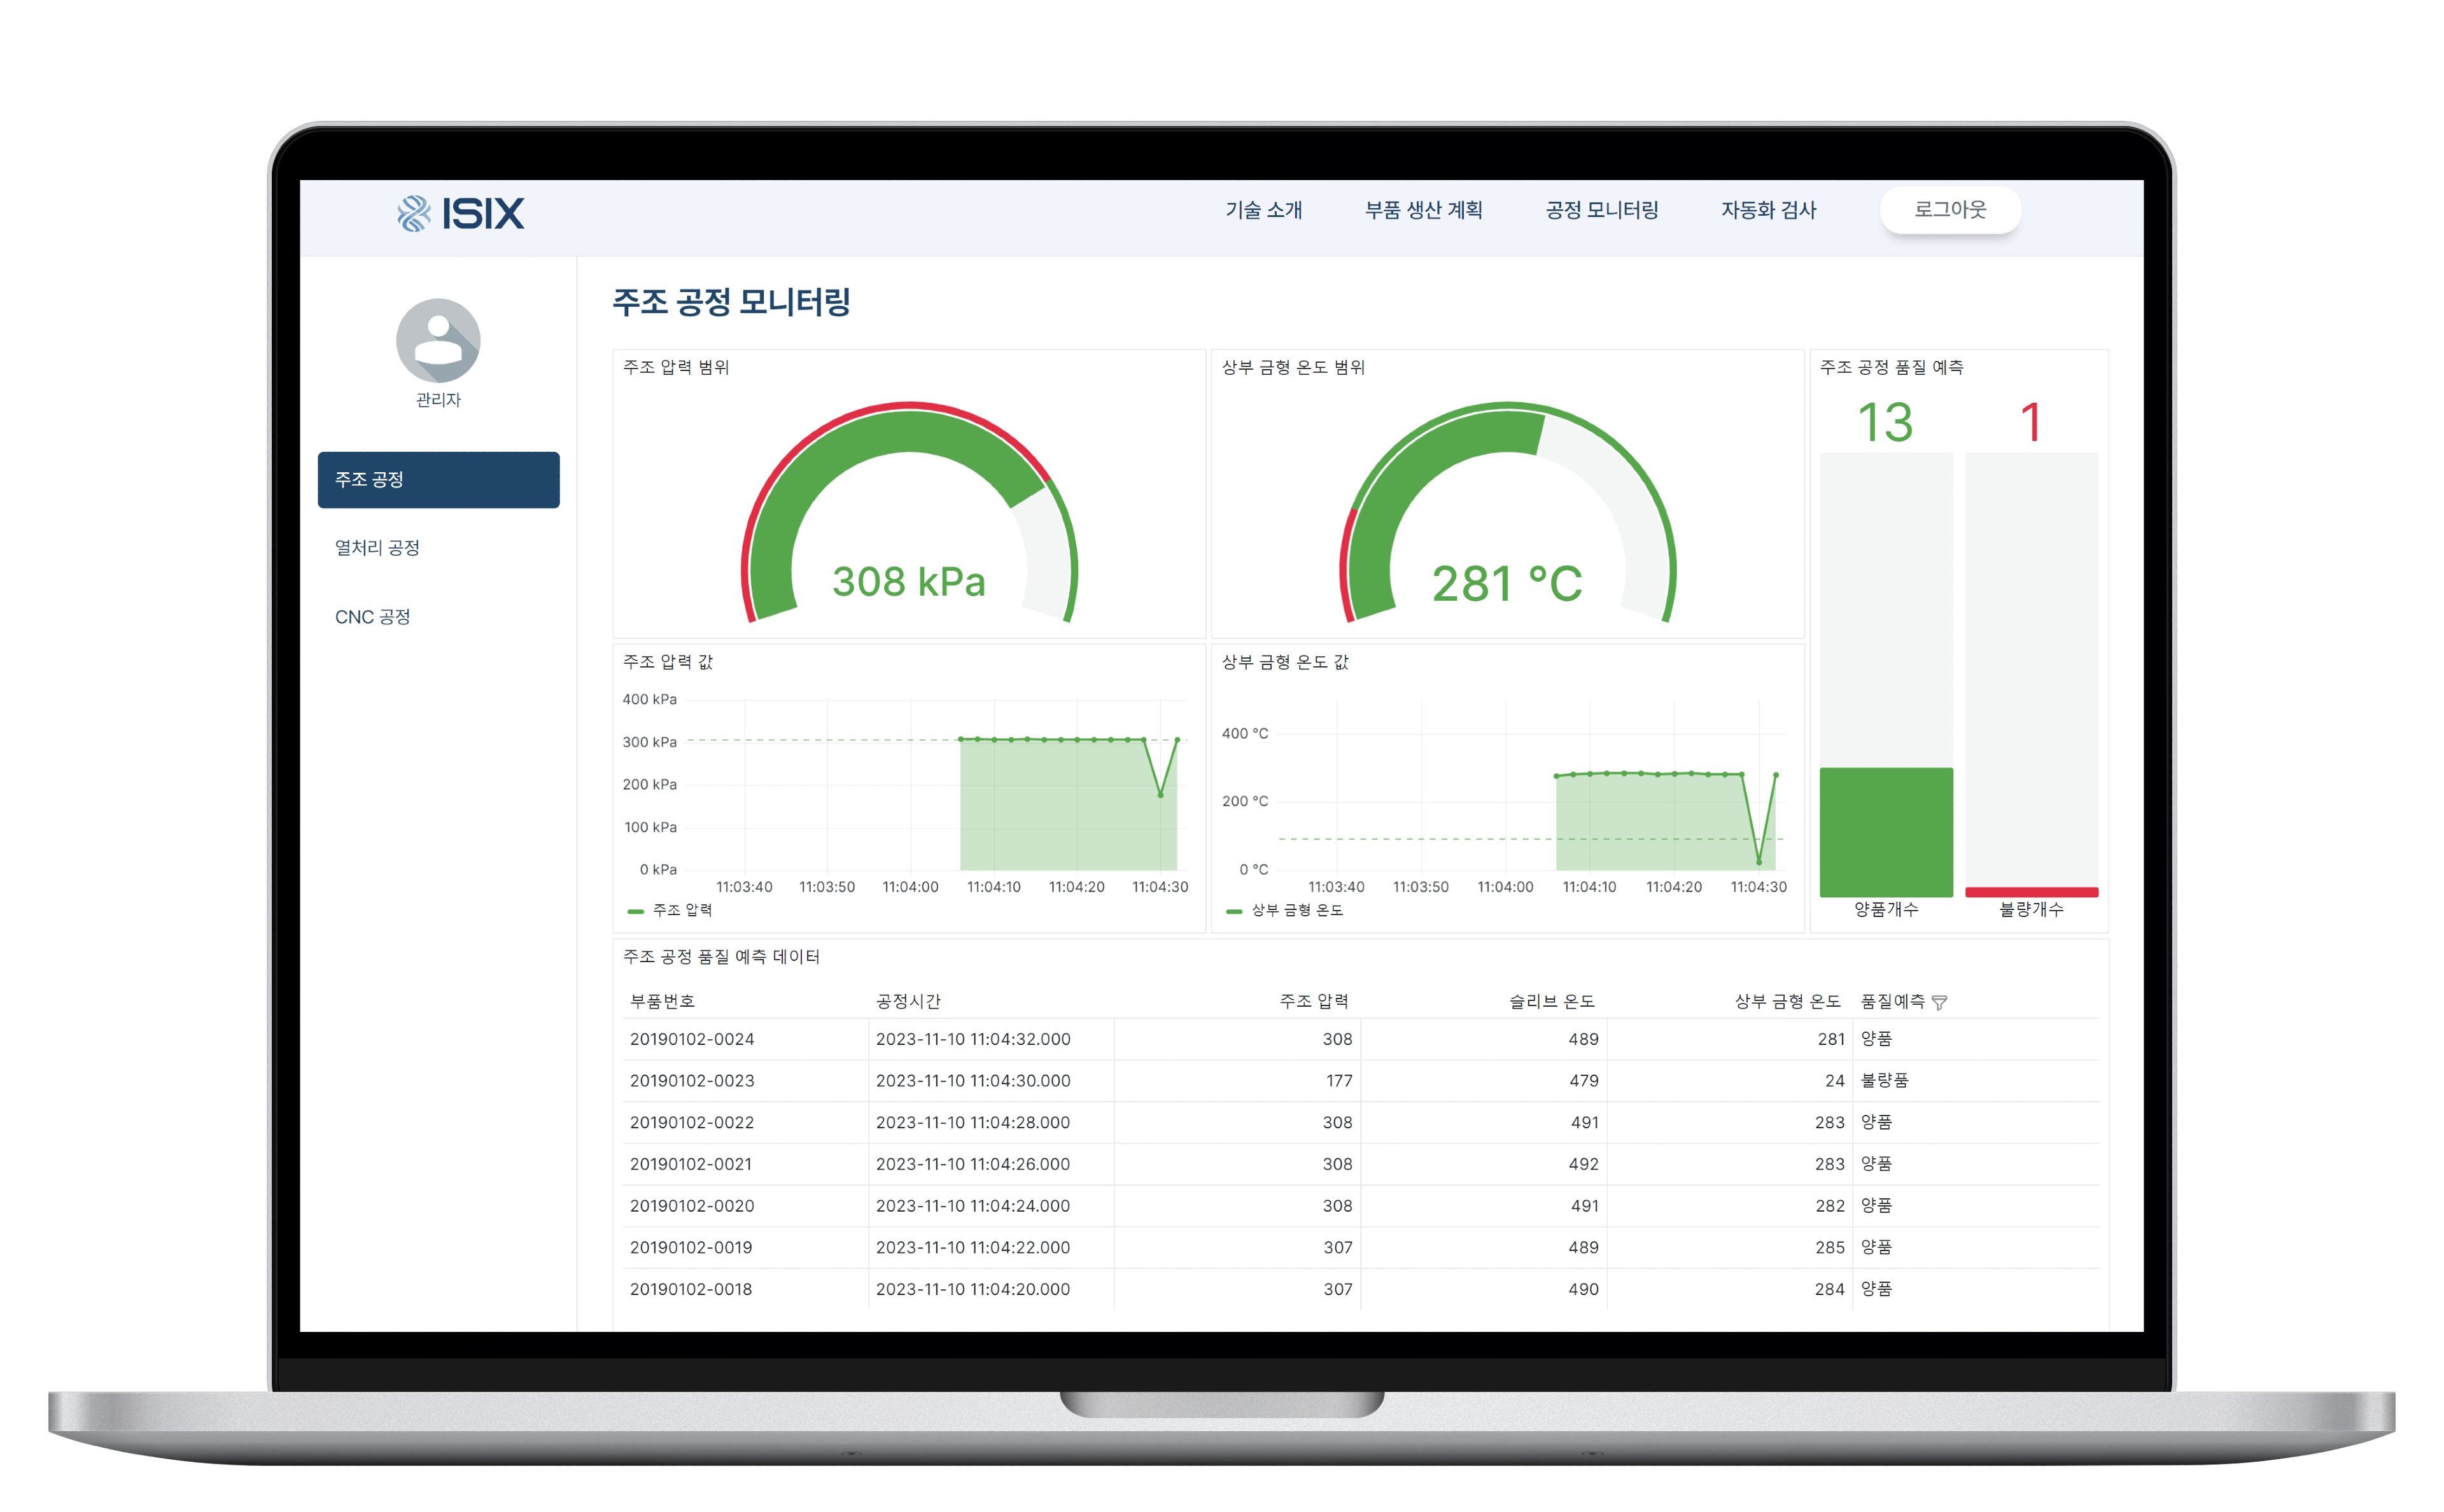 ISIX
기술 소개 부품 생산 계획 공정 모니터링 자동화 검사 로그아웃
관리자
주조 공정
열처리 공정
CNC 공정
주조 공정 모니터링
주조 압력 범위
308 kPa
상부 금형 온도 범위
281 °C
주조 공정 품질 예측
13 1
양품개수 불량개수
주조 압력 값
400 kPa
300 kPa
200 kPa
100 kPa
0 kPa
11:03:40 11:03:50 11:04:00 11:04:10 11:04:20 11:04:30
주조 압력
상부 금형 온도 값
400 °C
200 °C
0 °C
11:03:40 11:03:50 11:04:00 11:04:10 11:04:20 11:04:30
상부 금형 온도
주조 공정 품질 예측 데이터
부품번호 공정시간 주조 압력 슬리브 온도 상부 금형 온도 품질예측
20190102-0024 2023-11-10 11:04:32.000 308 489 281 양품
20190102-0023 2023-11-10 11:04:30.000 177 479 24 불량품
20190102-0022 2023-11-10 11:04:28.000 308 491 283 양품
20190102-0021 2023-11-10 11:04:26.000 308 492 283 양품
20190102-0020 2023-11-10 11:04:24.000 308 491 282 양품
20190102-0019 2023-11-10 11:04:22.000 307 489 285 양품
20190102-0018 2023-11-10 11:04:20.000 307 490 284 양품